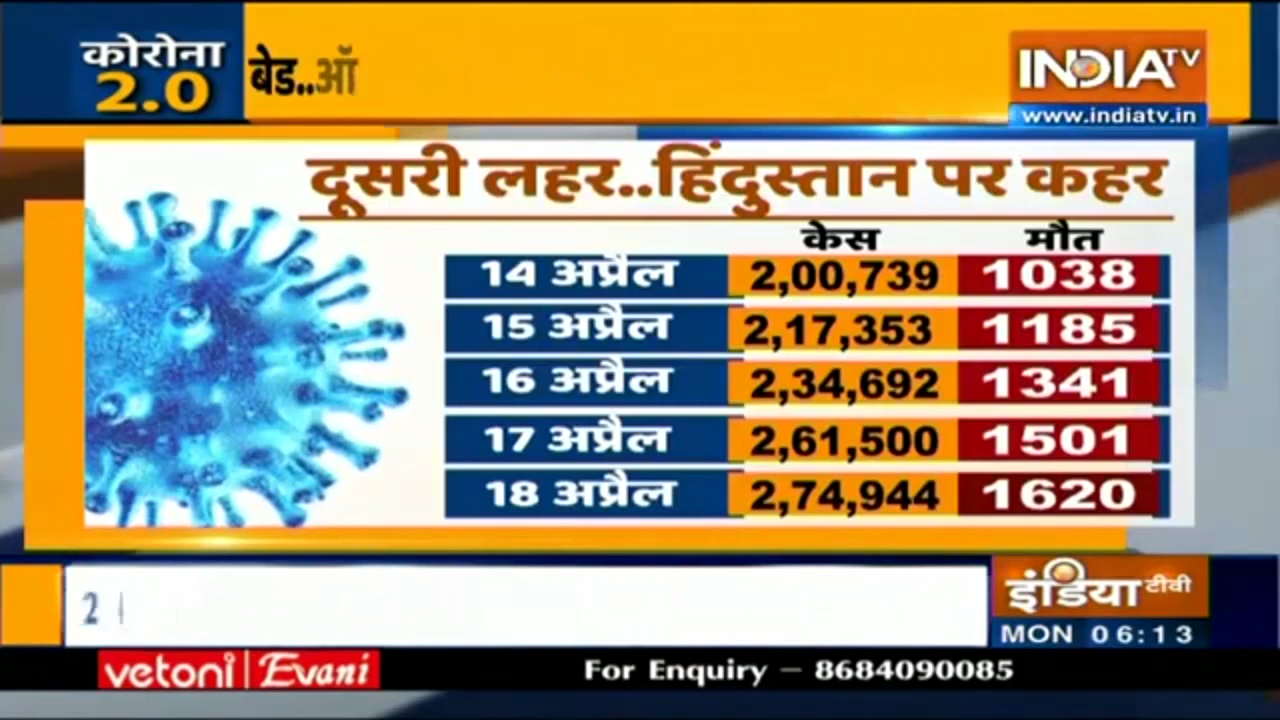 कोरोना
2.0
बेड..ऑ
INDIA TV
www.indiatv.in
दूसरी लहर..हिंदुस्तान पर कहर
केस मौत
14 अप्रैल 2,00,739 1038
15 अप्रैल 2,17,353 1185
16 अप्रैल 2,34,692 1341
17 अप्रैल 2,61,500 1501
18 अप्रैल 2,74,944 1620
2
इंडिया टीवी
MON 06:13
vetoni Evani For Enquiry – 8684090085